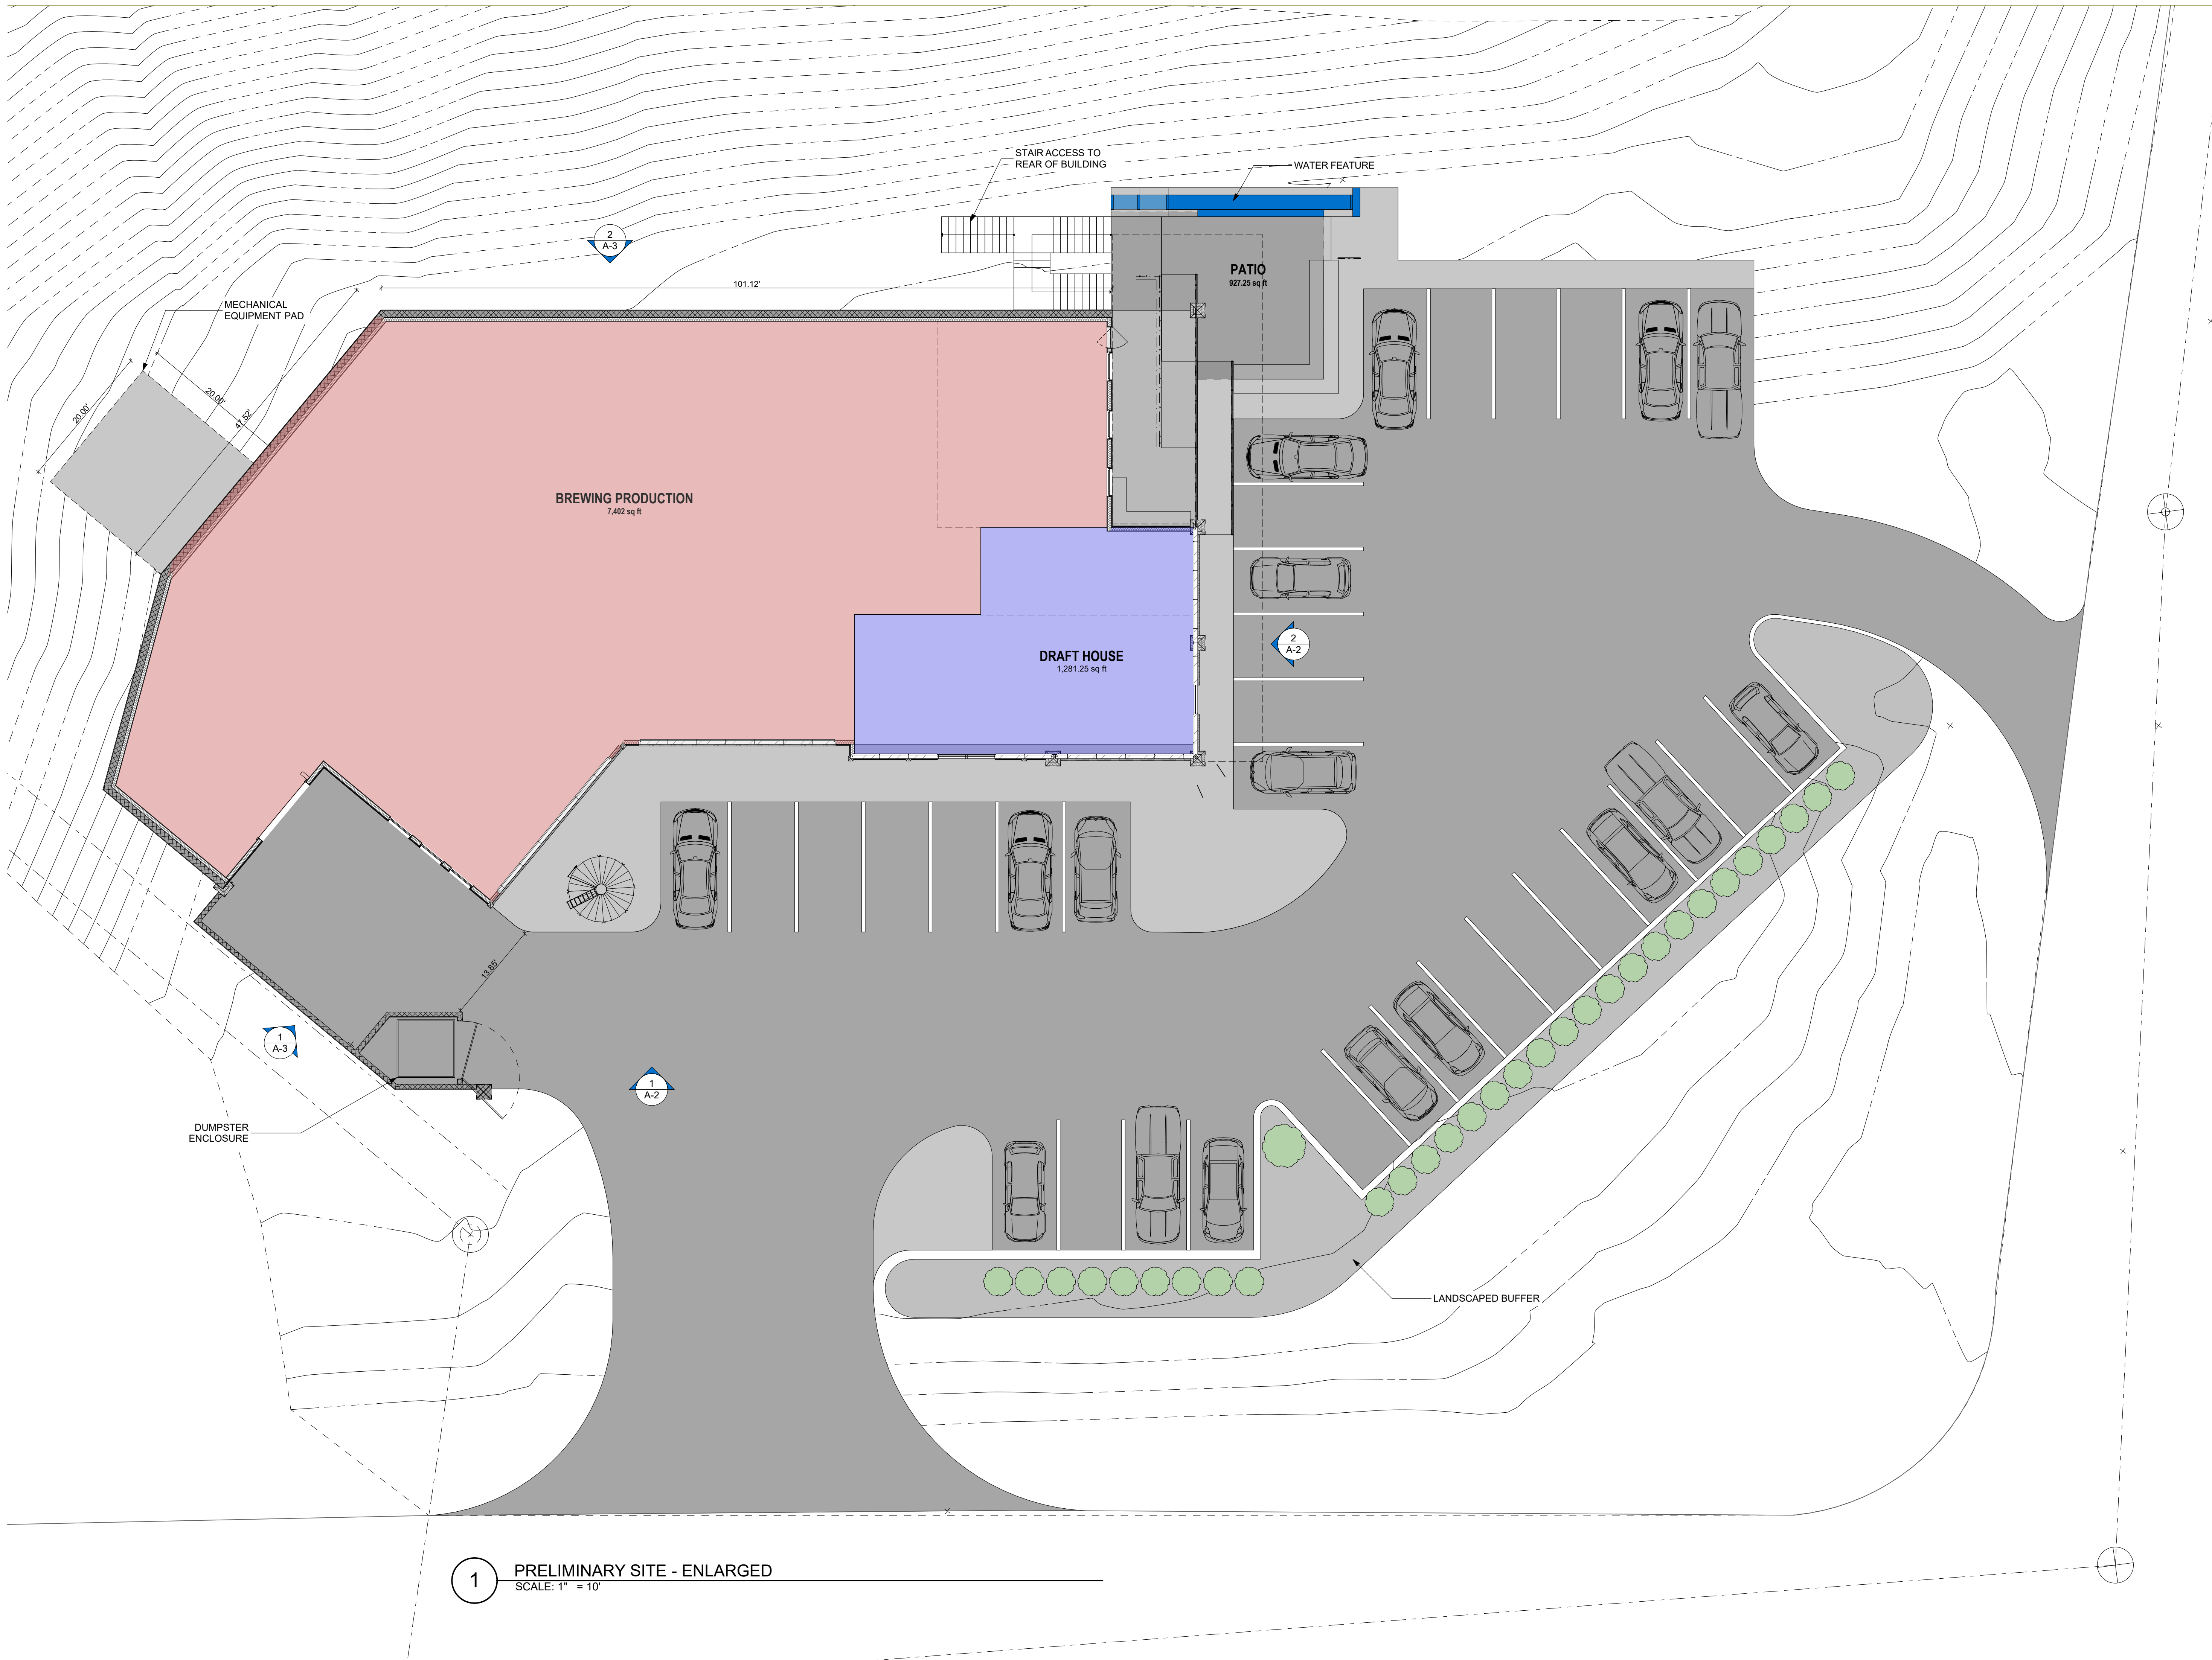 STAIR ACCESS TO
REAR OF BUILDING
WATER FEATURE
2
A-3
PATIO
927.25 sq ft
101.12'
MECHANICAL
EQUIPMENT PAD
20.00'
20.00'
47.52'
BREWING PRODUCTION
7,402 sq ft
2
A-2
DRAFT HOUSE
1,281.25 sq ft
13.85'
1
A-3
1
A-2
DUMPSTER
ENCLOSURE
LANDSCAPED BUFFER
1
PRELIMINARY SITE - ENLARGED
SCALE: 1" = 10'